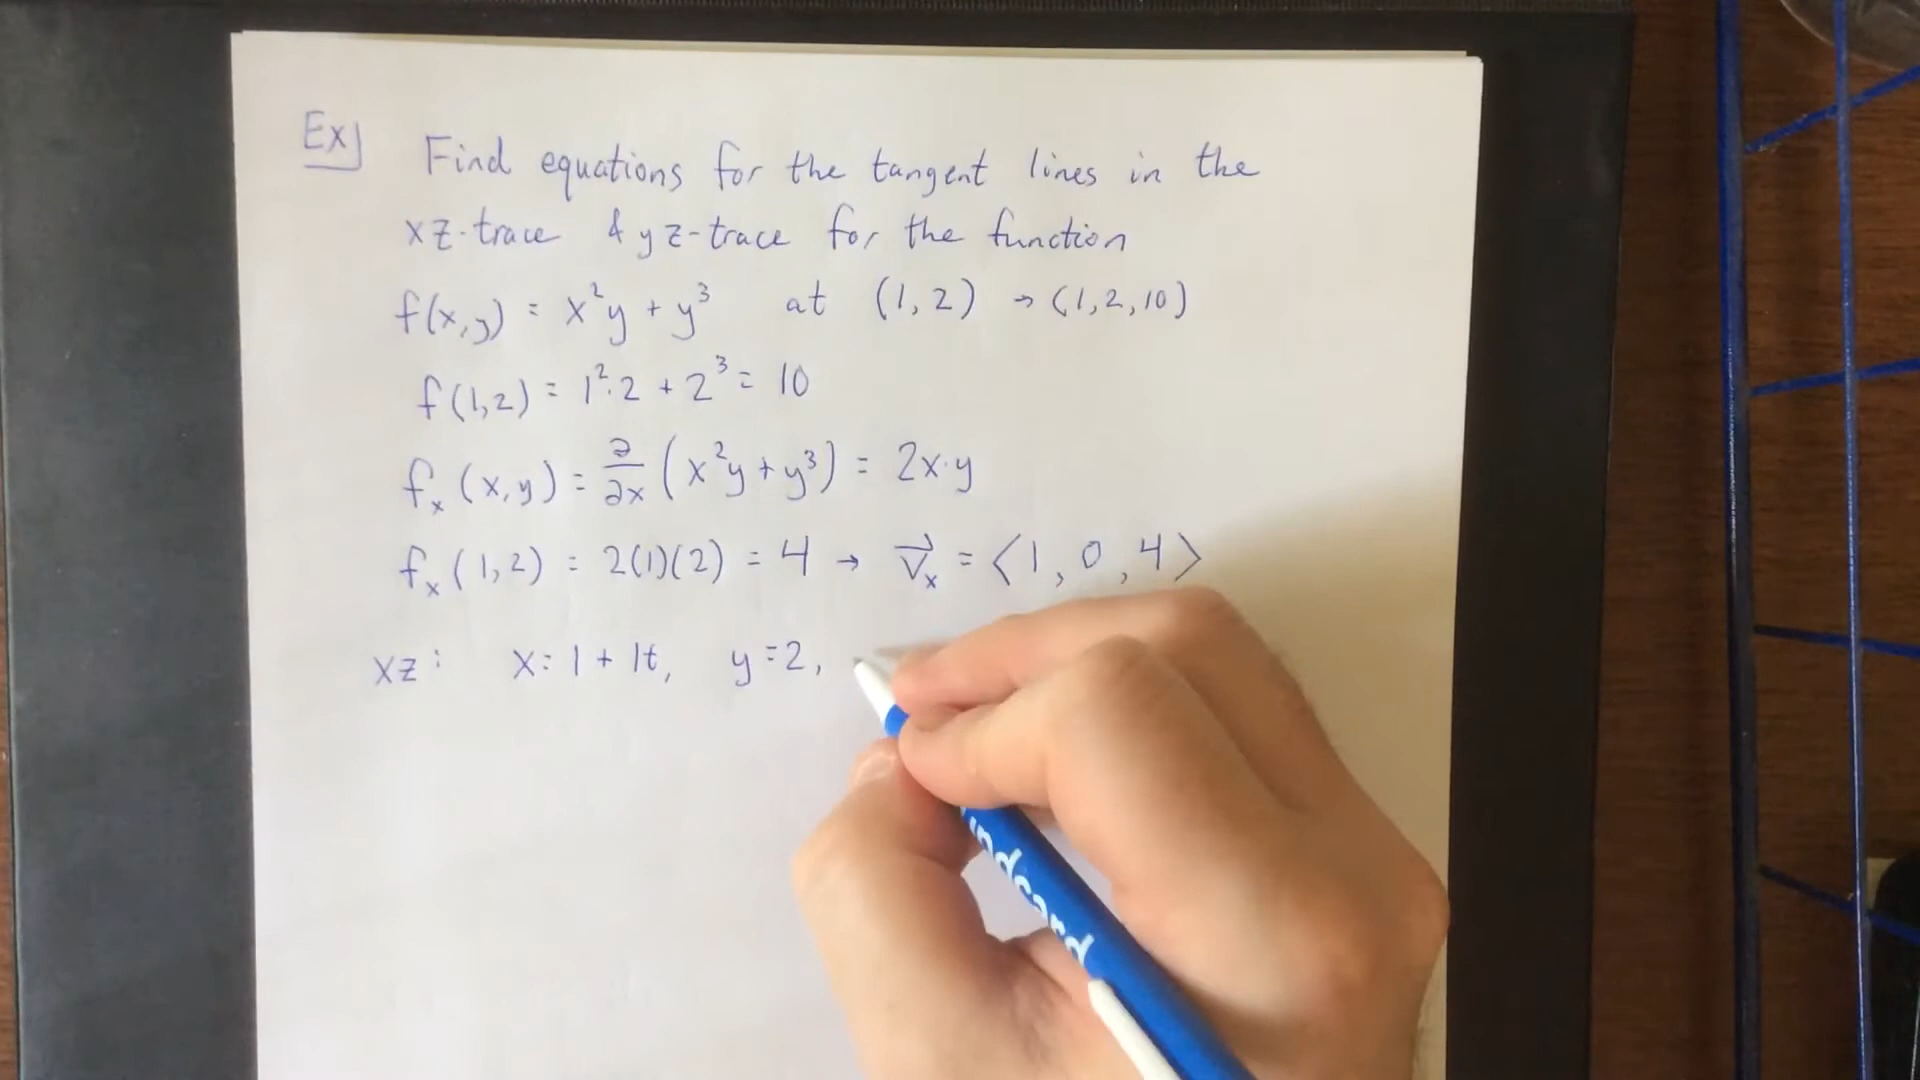 Ex) Find equations for the tangent lines in the
xz-trace & yz-trace for the function
f(x,y) = x²y + y³ at (1,2) → (1,2,10)
f(1,2) = 1²·2 + 2³ = 10
fₓ(x,y) = ∂/∂x (x²y + y³) = 2x·y
fₓ(1,2) = 2(1)(2) = 4 → v⃗ₓ = ⟨1, 0, 4⟩
xz: x = 1 + 1t, y = 2,